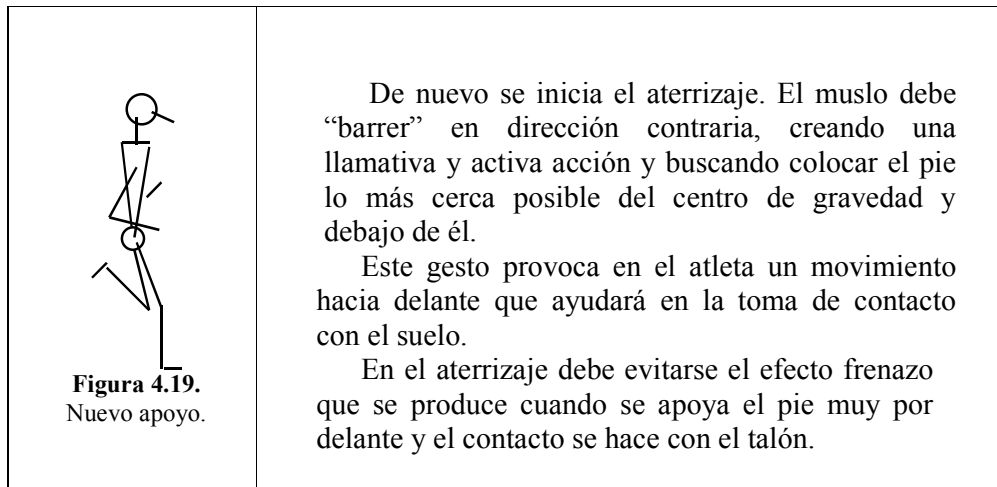 Figura 4.19.
Nuevo apoyo.
De nuevo se inicia el aterrizaje. El muslo debe
“barrer” en dirección contraria, creando una
llamativa y activa acción y buscando colocar el pie
lo más cerca posible del centro de gravedad y
debajo de él.
Este gesto provoca en el atleta un movimiento
hacia delante que ayudará en la toma de contacto
con el suelo.
En el aterrizaje debe evitarse el efecto frenazo
que se produce cuando se apoya el pie muy por
delante y el contacto se hace con el talón.